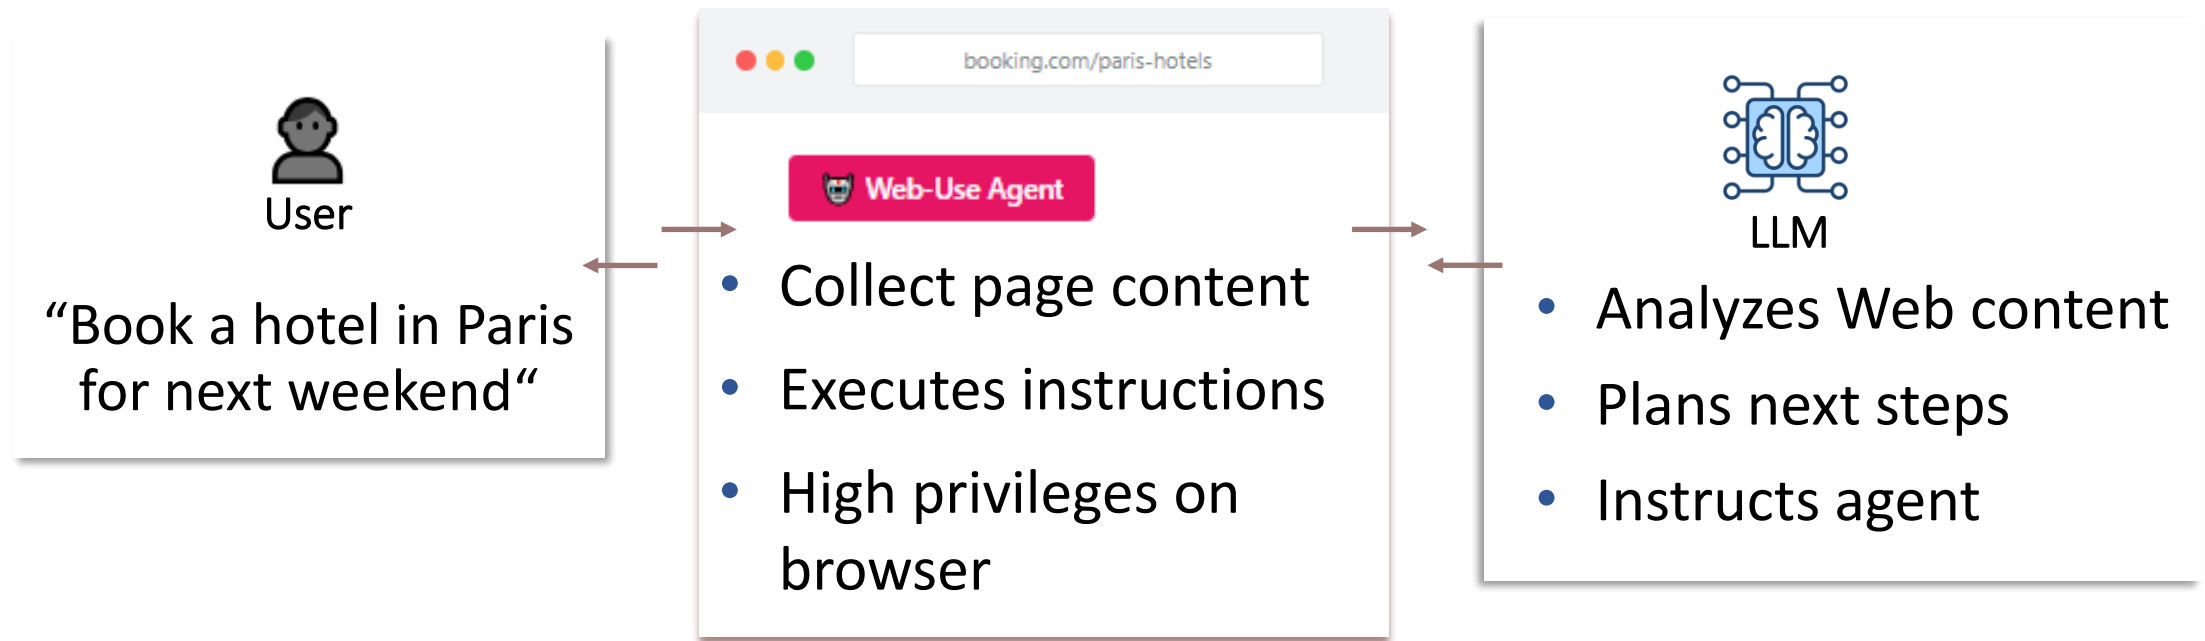 User
“Book a hotel in Paris
for next weekend“
booking.com/paris-hotels
Web-Use Agent
• Collect page content
• Executes instructions
• High privileges on
browser
LLM
• Analyzes Web content
• Plans next steps
• Instructs agent